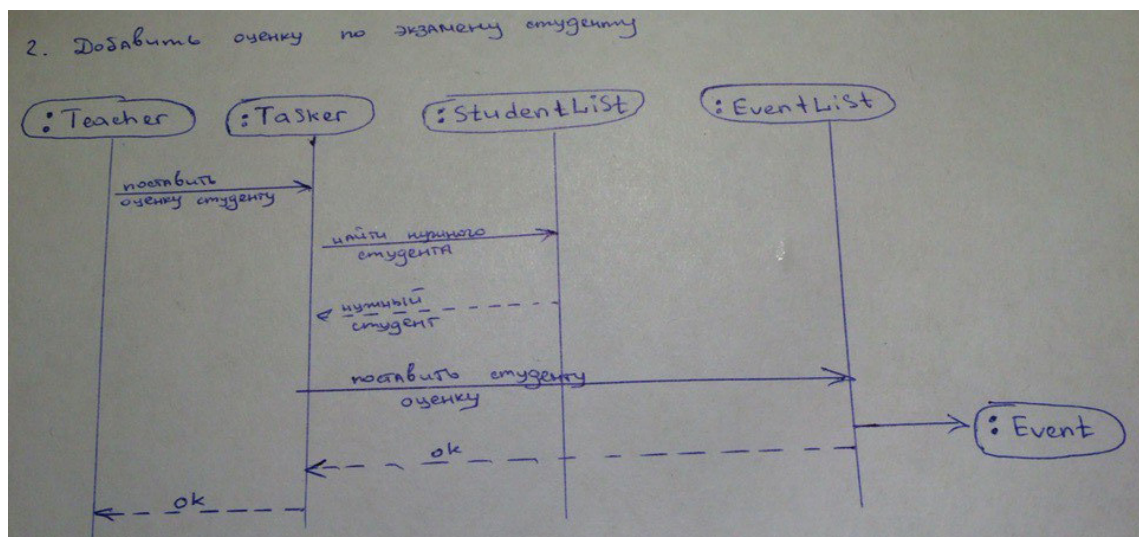 2. Добавить оценку по экзамену студенту
:Teacher :Tasker :StudentList :EventList
поставить
оценку студенту
найти нужного
студента
нужный
студент
поставить студенту
оценку
:Event
ok
ok